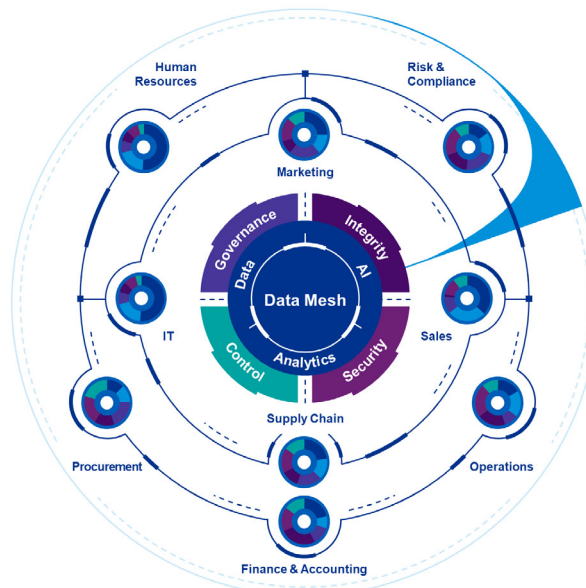 Human
Resources
Risk &
Compliance
Marketing
Governance
Integrity
Data
AI
Data Mesh
IT
Sales
Analytics
Control
Security
Supply Chain
Procurement
Operations
Finance & Accounting